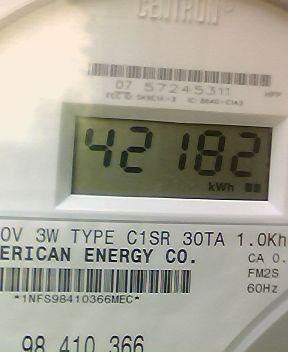 CENTRON®
07 57245311
42182
kWh
0V 3W TYPE C1SR 30TA 1.0Kh
ERICAN ENERGY CO. CA 0.
FM2S
*1NFS98410366MEC* 60Hz
98 410 366